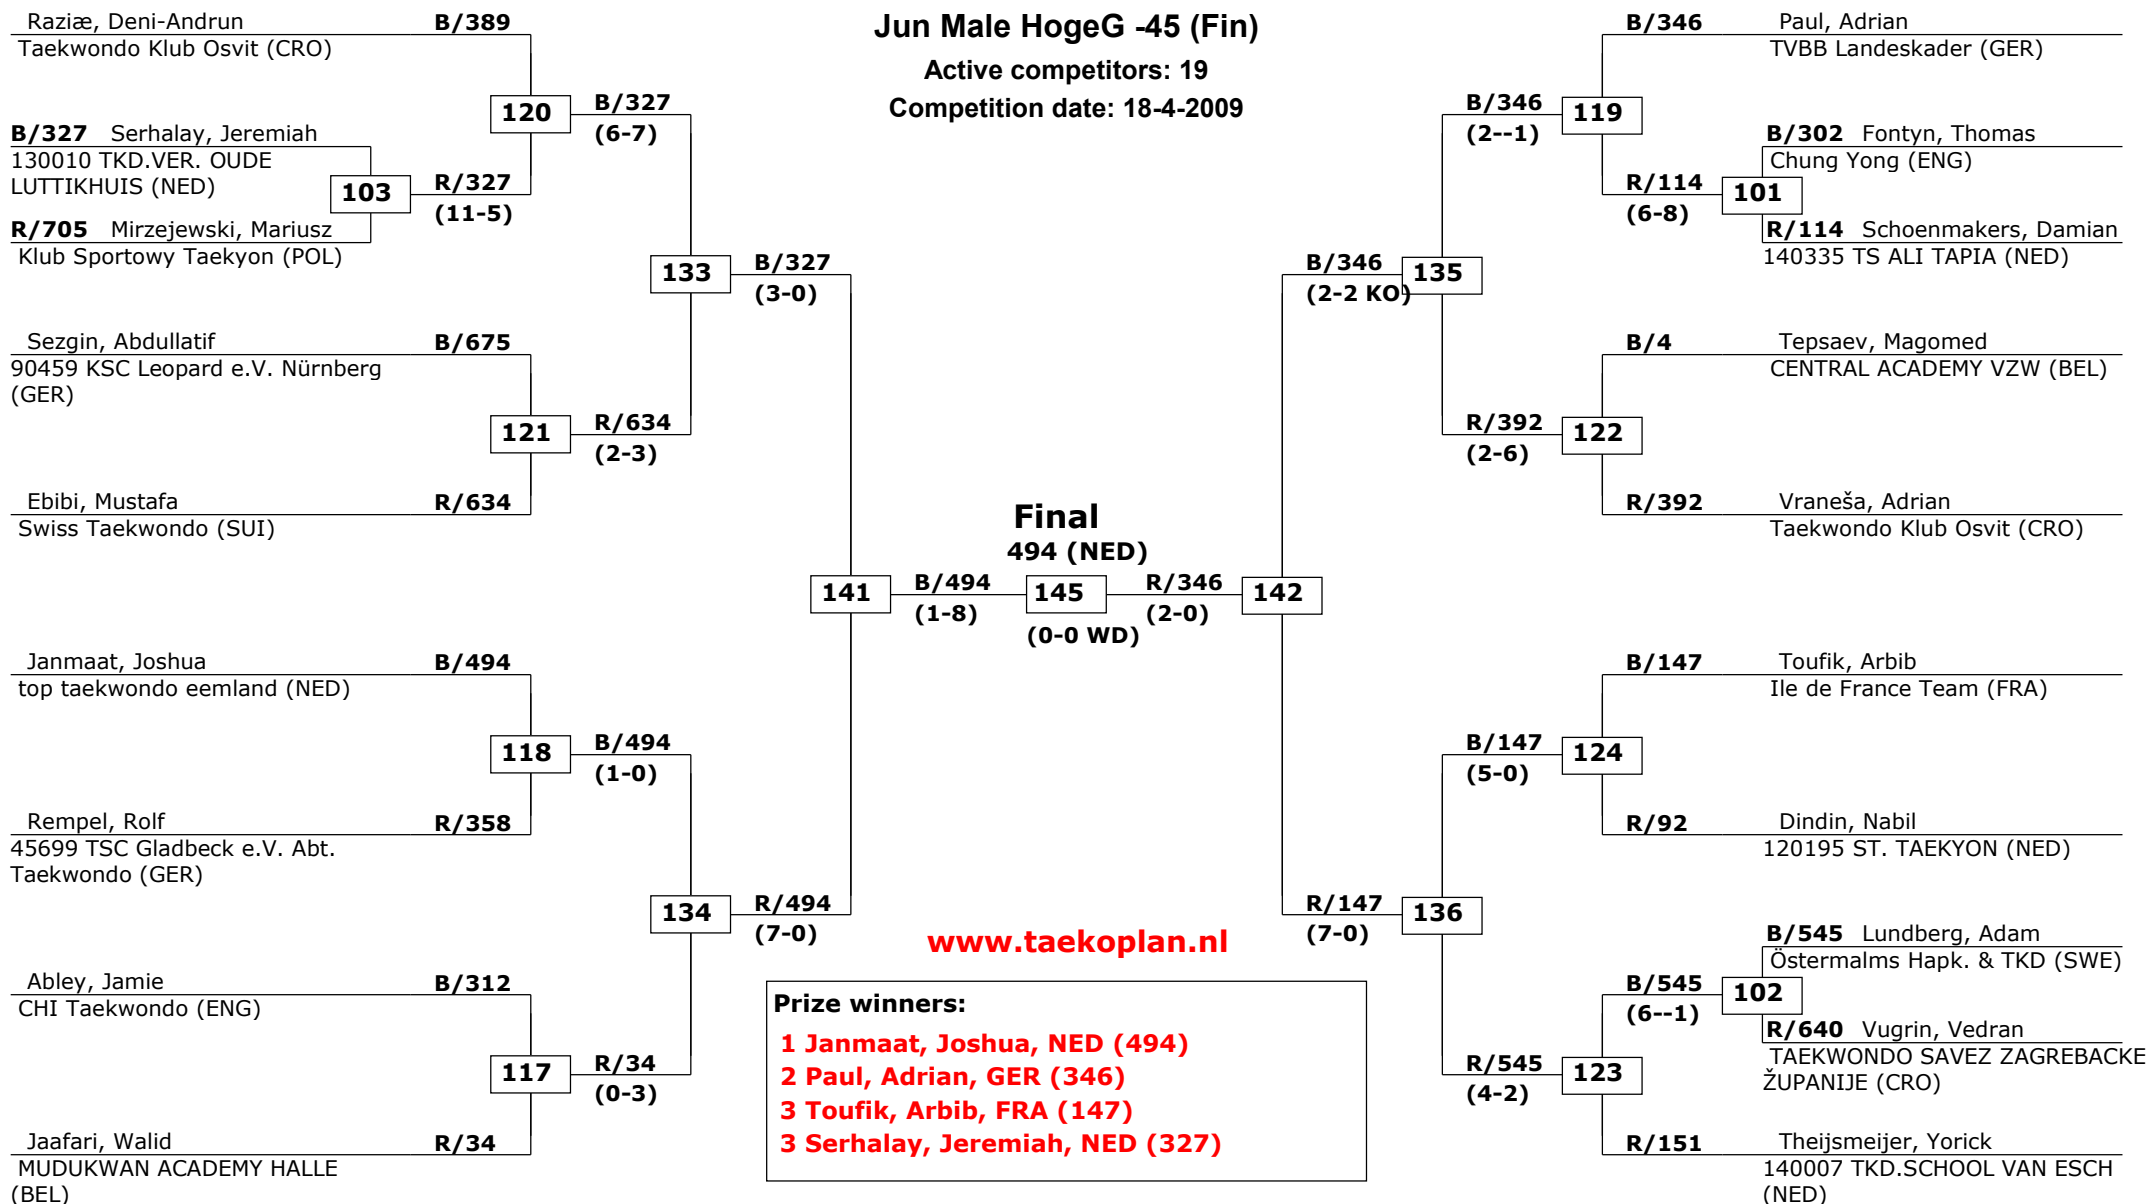 Jun Male HogeG -45 (Fin)
Active competitors: 19
Competition date: 18-4-2009
Raziæ, Deni-Andrun B/389
Taekwondo Klub Osvit (CRO)
120 B/327
(6-7)
B/327 Serhalay, Jeremiah
130010 TKD.VER. OUDE
LUTTIKHUIS (NED)
103 R/327
(11-5)
R/705 Mirzejewski, Mariusz
Klub Sportowy Taekyon (POL)
133 B/327
(3-0)
Sezgin, Abdullatif B/675
90459 KSC Leopard e.V. Nürnberg
(GER)
121 R/634
(2-3)
Ebibi, Mustafa R/634
Swiss Taekwondo (SUI)
141 B/494
(1-8)
Janmaat, Joshua B/494
top taekwondo eemland (NED)
118 B/494
(1-0)
Rempel, Rolf R/358
45699 TSC Gladbeck e.V. Abt.
Taekwondo (GER)
134 R/494
(7-0)
Abley, Jamie B/312
CHI Taekwondo (ENG)
117 R/34
(0-3)
Jaafari, Walid R/34
MUDUKWAN ACADEMY HALLE
(BEL)
Final
494 (NED)
145
(0-0 WD)
B/346 Paul, Adrian
TVBB Landeskader (GER)
B/346 119
(2--1)
B/302 Fontyn, Thomas
Chung Yong (ENG)
R/114 101
(6-8)
R/114 Schoenmakers, Damian
140335 TS ALI TAPIA (NED)
B/346 135
(2-2 KO)
B/4 Tepsaev, Magomed
CENTRAL ACADEMY VZW (BEL)
R/392 122
(2-6)
R/392 Vraneša, Adrian
Taekwondo Klub Osvit (CRO)
R/346 142
(2-0)
B/147 Toufik, Arbib
Ile de France Team (FRA)
B/147 124
(5-0)
R/92 Dindin, Nabil
120195 ST. TAEKYON (NED)
R/147 136
(7-0)
B/545 Lundberg, Adam
Östermalms Hapk. & TKD (SWE)
B/545 102
(6--1)
R/640 Vugrin, Vedran
TAEKWONDO SAVEZ ZAGREBACKE
ŽUPANIJE (CRO)
R/545 123
(4-2)
R/151 Theijsmeijer, Yorick
140007 TKD.SCHOOL VAN ESCH
(NED)
www.taekoplan.nl
Prize winners:
1 Janmaat, Joshua, NED (494)
2 Paul, Adrian, GER (346)
3 Toufik, Arbib, FRA (147)
3 Serhalay, Jeremiah, NED (327)